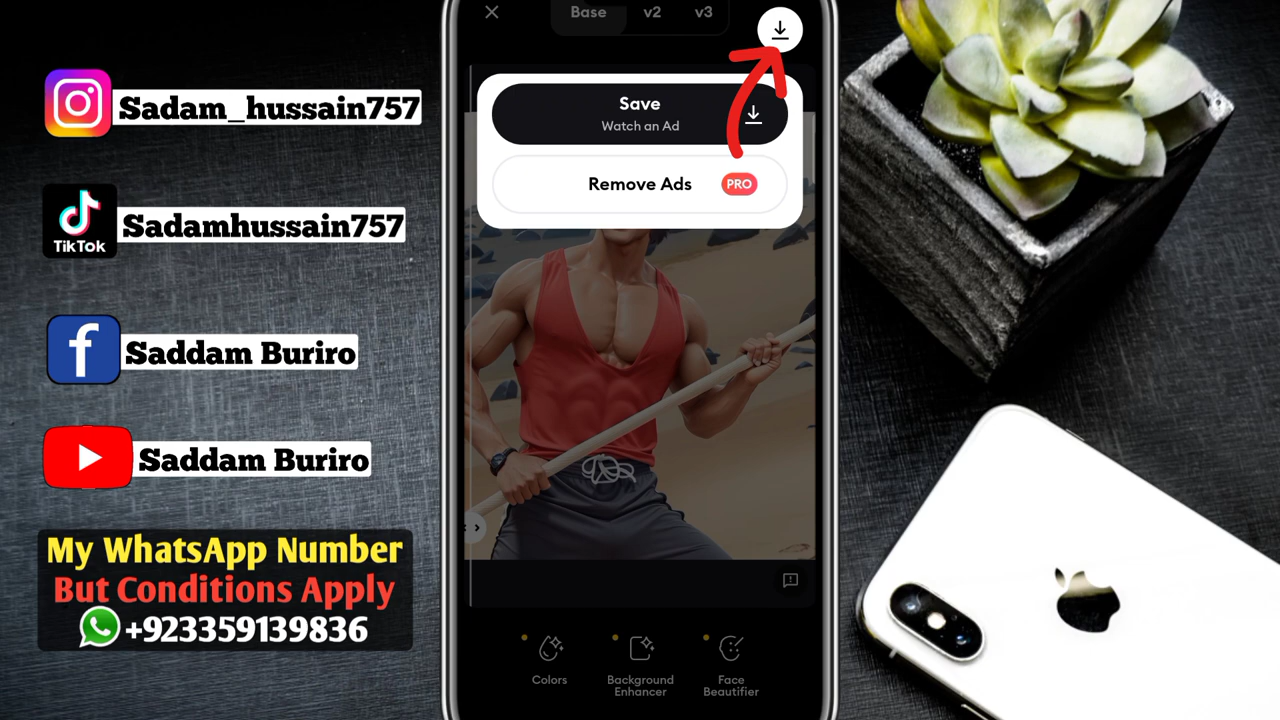 Sadam_hussain757
TikTok
Sadamhussain757
Saddam Buriro
Saddam Buriro
My WhatsApp Number
But Conditions Apply
+923359139836
Base v2 v3
Save
Watch an Ad
Remove Ads PRO
Colors
Background
Enhancer
Face
Beautifier